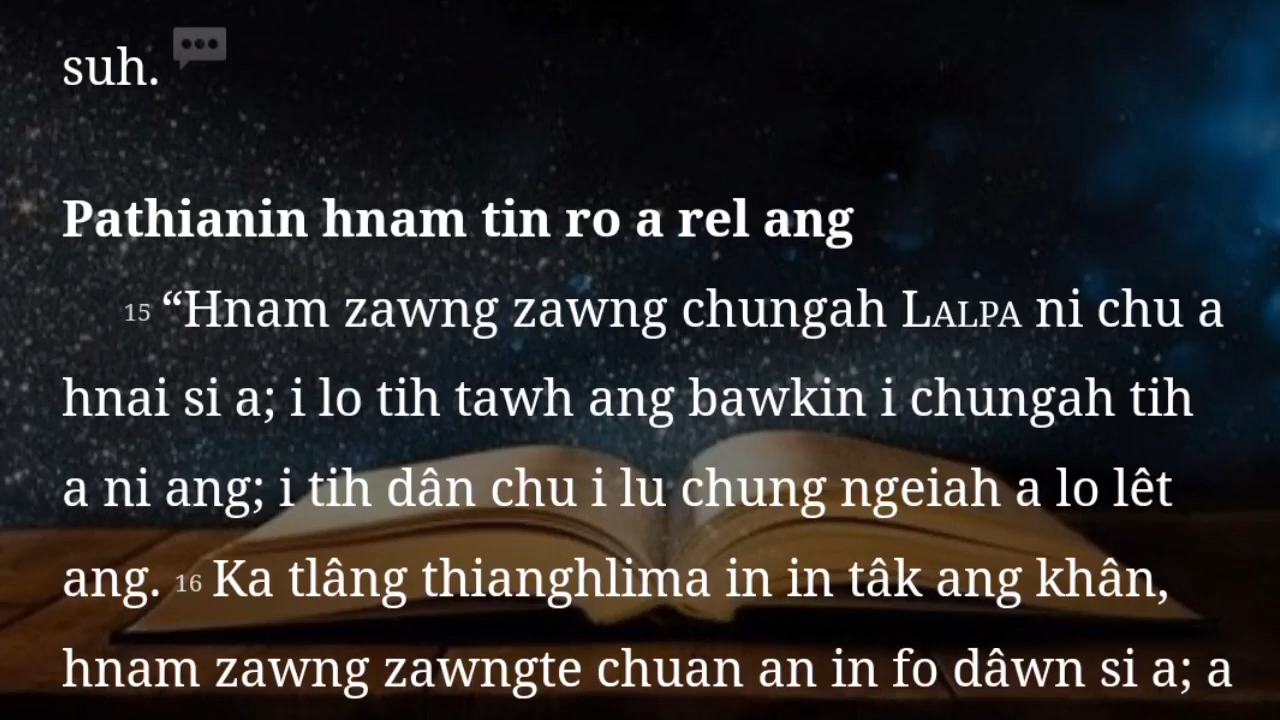 suh.
Pathianin hnam tin ro a rel ang
15 “Hnam zawng zawng chungah LALPA ni chu a
hnai si a; i lo tih tawh ang bawkin i chungah tih
a ni ang; i tih dân chu i lu chung ngeiah a lo lêt
ang. 16 Ka tlâng thianghlima in in tâk ang khân,
hnam zawng zawngte chuan an in fo dâwn si a; a